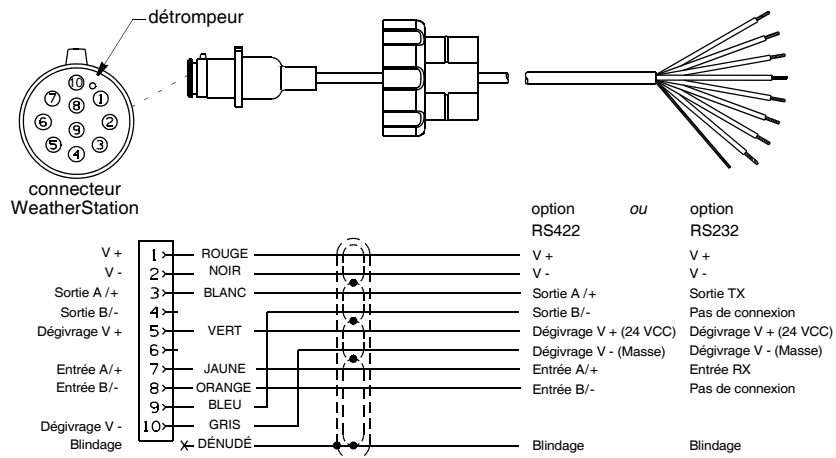 détrompeur
10
7
1
8
6
2
9
5
3
4
connecteur
WeatherStation
option ou option
RS422 RS232
V + 1 ROUGE V + V +
V - 2 NOIR V - V -
Sortie A /+ 3 BLANC Sortie A /+ Sortie TX
Sortie B/- 4 Sortie B/- Pas de connexion
Dégivrage V + 5 VERT Dégivrage V + (24 VCC) Dégivrage V + (24 VCC)
6 Dégivrage V - (Masse) Dégivrage V - (Masse)
Entrée A/+ 7 JAUNE Entrée A/+ Entrée RX
Entrée B/- 8 ORANGE Entrée B/- Pas de connexion
9 BLEU
Dégivrage V - 10 GRIS
Blindage X DÉNUDÉ Blindage Blindage